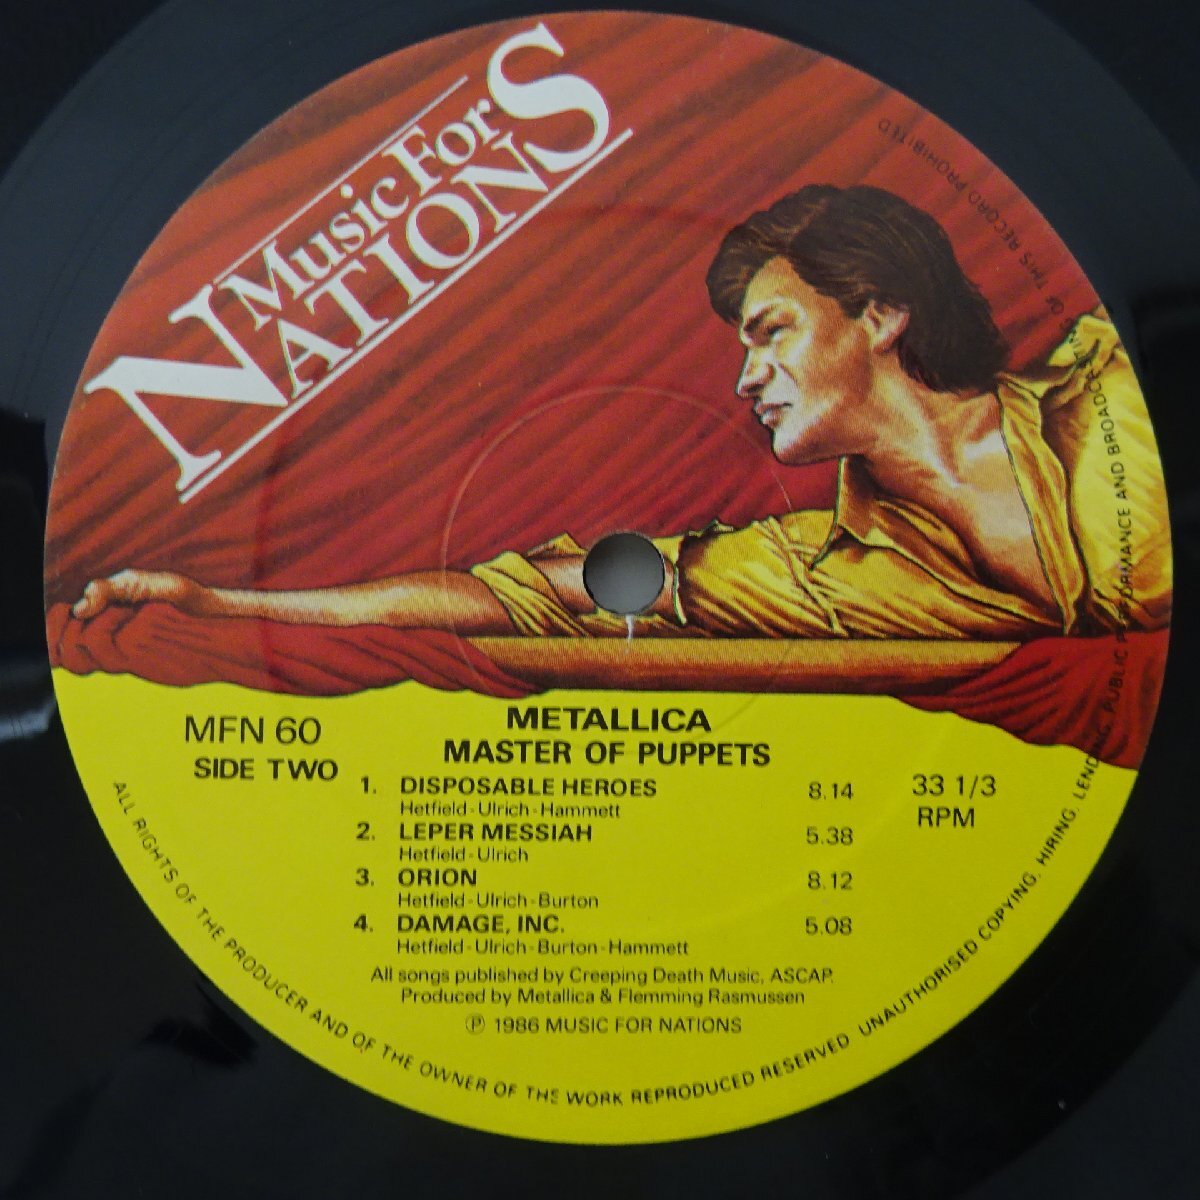 Music For
NATIONS
MFN 60
SIDE TWO
METALLICA
MASTER OF PUPPETS
33 1/3
RPM
1. DISPOSABLE HEROES 8.14
Hetfield-Ulrich-Hammett
2. LEPER MESSIAH 5.38
Hetfield-Ulrich
3. ORION 8.12
Hetfield-Ulrich-Burton
4. DAMAGE, INC. 5.08
Hetfield-Ulrich-Burton-Hammett
All songs published by Creeping Death Music, ASCAP.
Produced by Metallica & Flemming Rasmussen
Ⓟ 1986 MUSIC FOR NATIONS
ALL RIGHTS OF THE PRODUCER AND OF THE OWNER OF THE WORK REPRODUCED RESERVED UNAUTHORISED COPYING, HIRING, LENDING, PUBLIC PERFORMANCE AND BROADCASTING OF THIS RECORD PROHIBITED